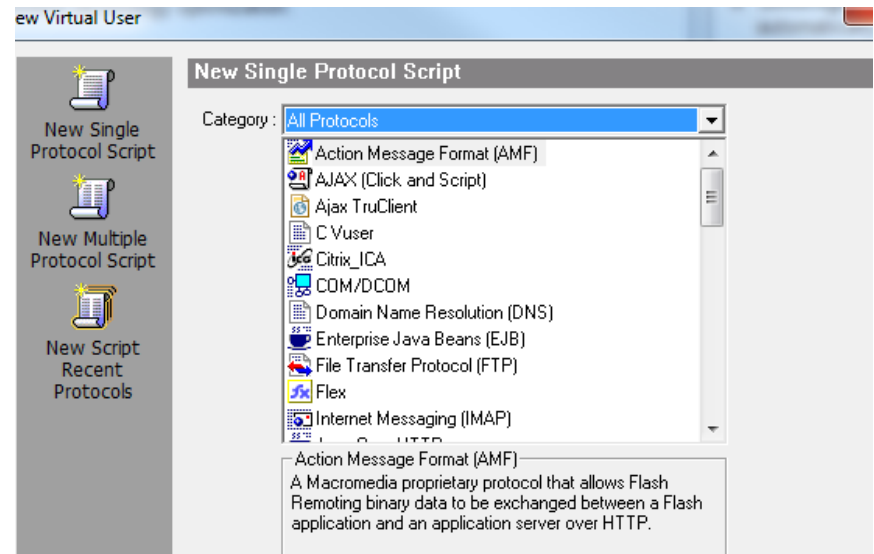 ew Virtual User
New Single
Protocol Script
New Multiple
Protocol Script
New Script
Recent
Protocols
New Single Protocol Script
Category : All Protocols
Action Message Format (AMF)
AJAX (Click and Script)
Ajax TruClient
C Vuser
Citrix_ICA
COM/DCOM
Domain Name Resolution (DNS)
Enterprise Java Beans (EJB)
File Transfer Protocol (FTP)
Flex
Internet Messaging (IMAP)
Action Message Format (AMF)
A Macromedia proprietary protocol that allows Flash
Remoting binary data to be exchanged between a Flash
application and an application server over HTTP.